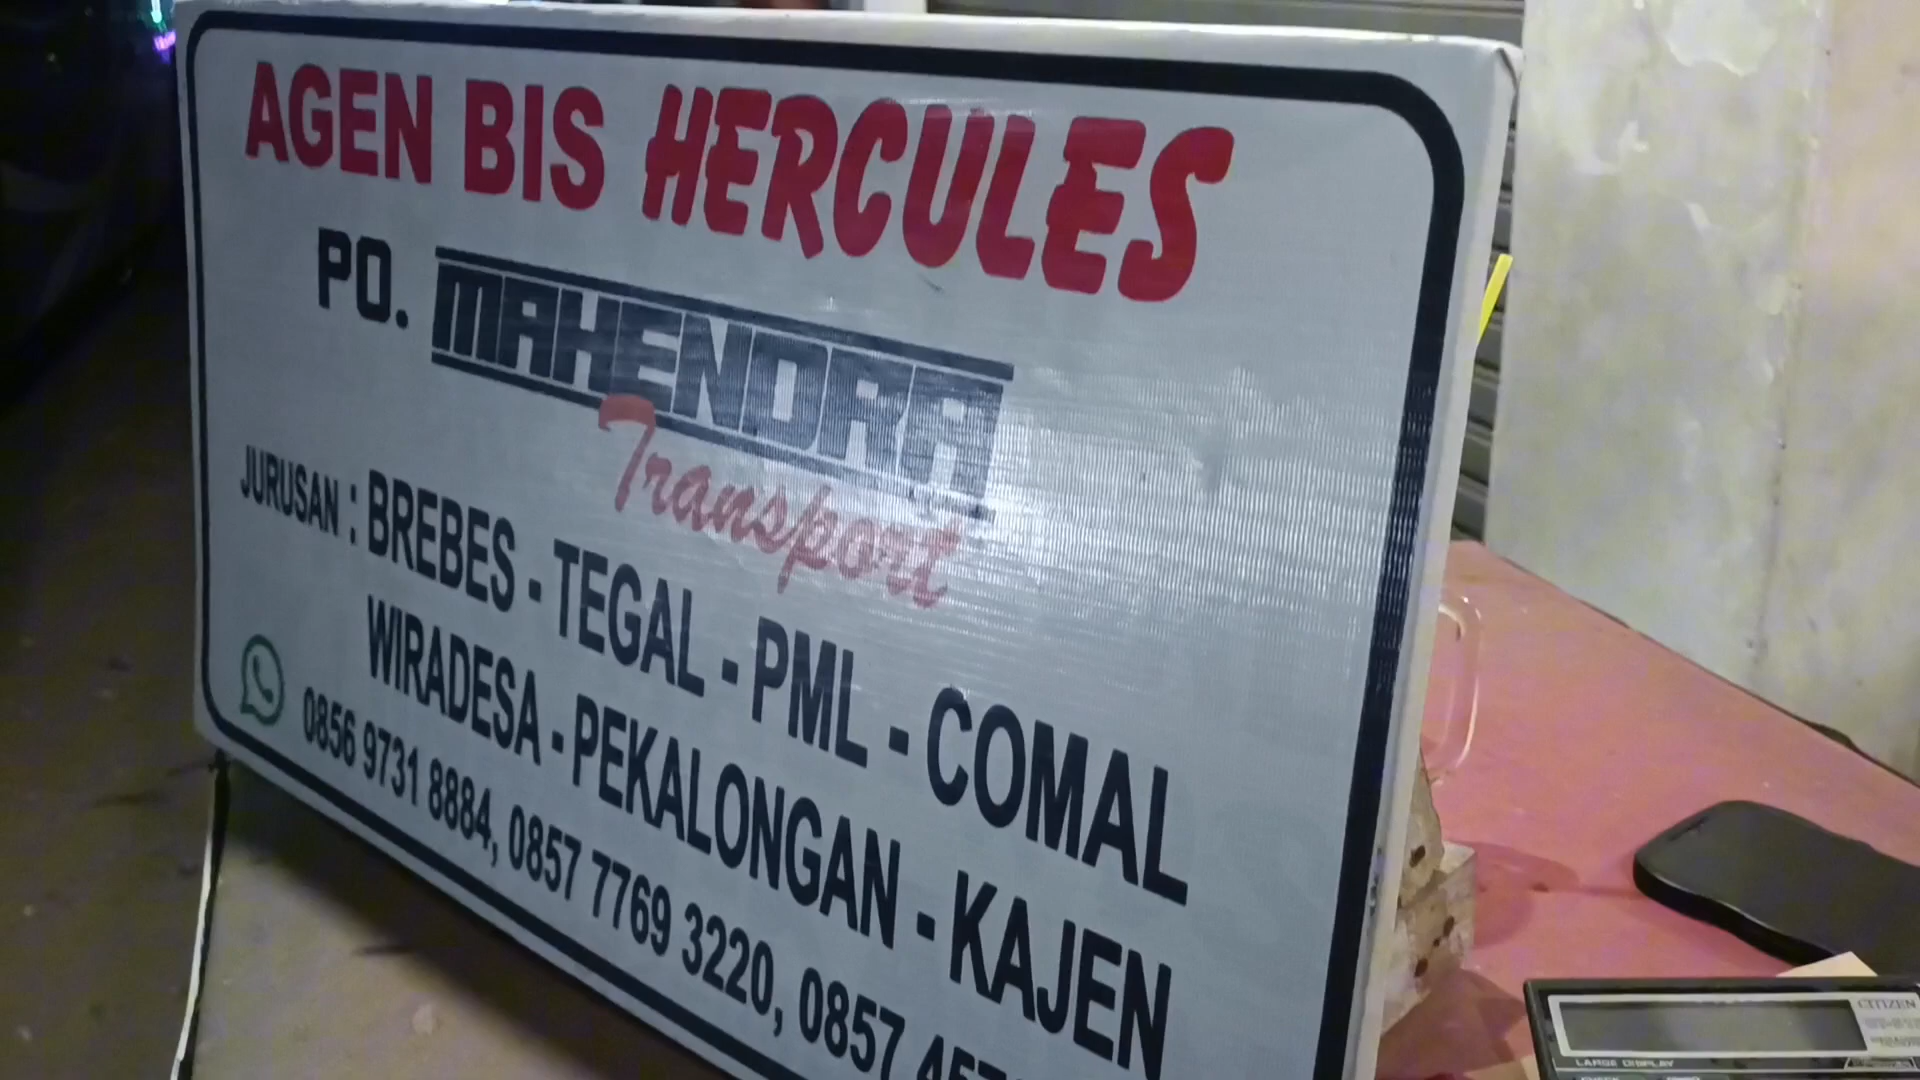 AGEN BIS HERCULES
PO. MAHENDRA
Transport
JURUSAN : BREBES - TEGAL - PML - COMAL
WIRADESA - PEKALONGAN - KAJEN
0856 9731 8884, 0857 7769 3220, 0857
CITIZEN
LARGE DISPLAY